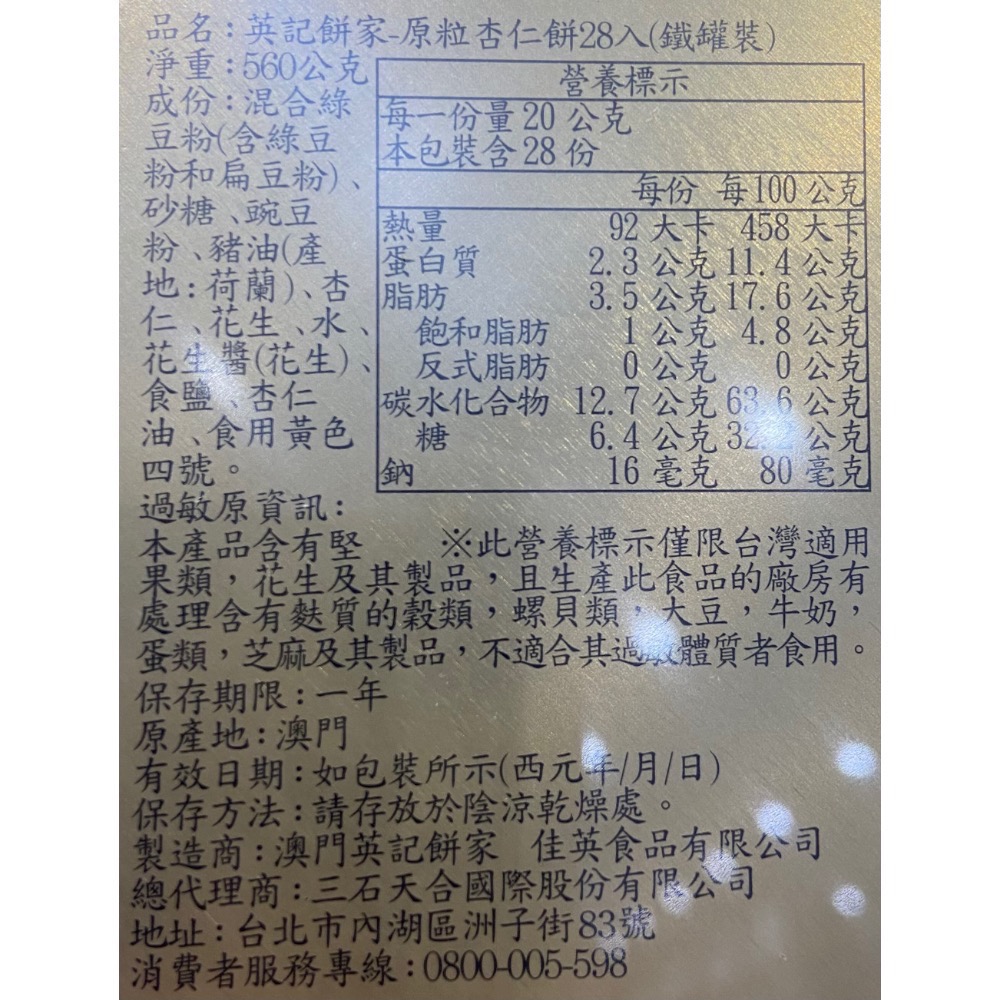 品名：英記餅家-原粒杏仁餅28入(鐵罐裝)
淨重：560公克
成份：混合綠
豆粉(含綠豆
粉和扁豆粉)、
砂糖、豌豆
粉、豬油(產
地：荷蘭)、杏
仁、花生、水、
花生醬(花生)、
食鹽、杏仁
油、食用黃色
四號。
營養標示
每一份量 20 公克
本包裝含 28 份
每份 每100 公克
熱量 92 大卡 458 大卡
蛋白質 2.3 公克 11.4 公克
脂肪 3.5 公克 17.6 公克
飽和脂肪 1 公克 4.8 公克
反式脂肪 0 公克 0 公克
碳水化合物 12.7 公克 63.6 公克
糖 6.4 公克 公克
鈉 16 毫克 80 毫克
過敏原資訊：
本產品含有堅 ※此營養標示僅限台灣適用
果類，花生及其製品，且生產此食品的廠房有
處理含有麩質的穀類，螺貝類，大豆，牛奶，
蛋類，芝麻及其製品，不適合其過敏體質者食用。
保存期限：一年
原產地：澳門
有效日期：如包裝所示(西元年/月/日)
保存方法：請存放於陰涼乾燥處。
製造商：澳門英記餅家 佳英食品有限公司
總代理商：三石天合國際股份有限公司
地址：台北市內湖區洲子街83號
消費者服務專線：0800-005-598